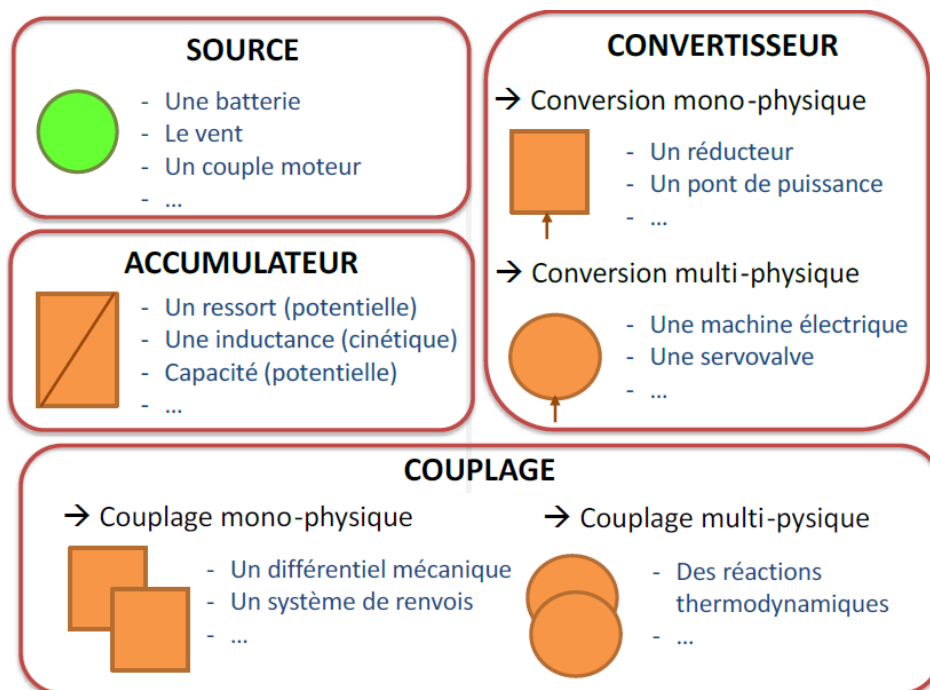 SOURCE
- Une batterie
- Le vent
- Un couple moteur
- ...
ACCUMULATEUR
- Un ressort (potentielle)
- Une inductance (cinétique)
- Capacité (potentielle)
- ...
CONVERTISSEUR
→ Conversion mono-physique
- Un réducteur
- Un pont de puissance
- ...
→ Conversion multi-physique
- Une machine électrique
- Une servovalve
- ...
COUPLAGE
→ Couplage mono-physique
- Un différentiel mécanique
- Un système de renvois
- ...
→ Couplage multi-pysique
- Des réactions
thermodynamiques
- ...